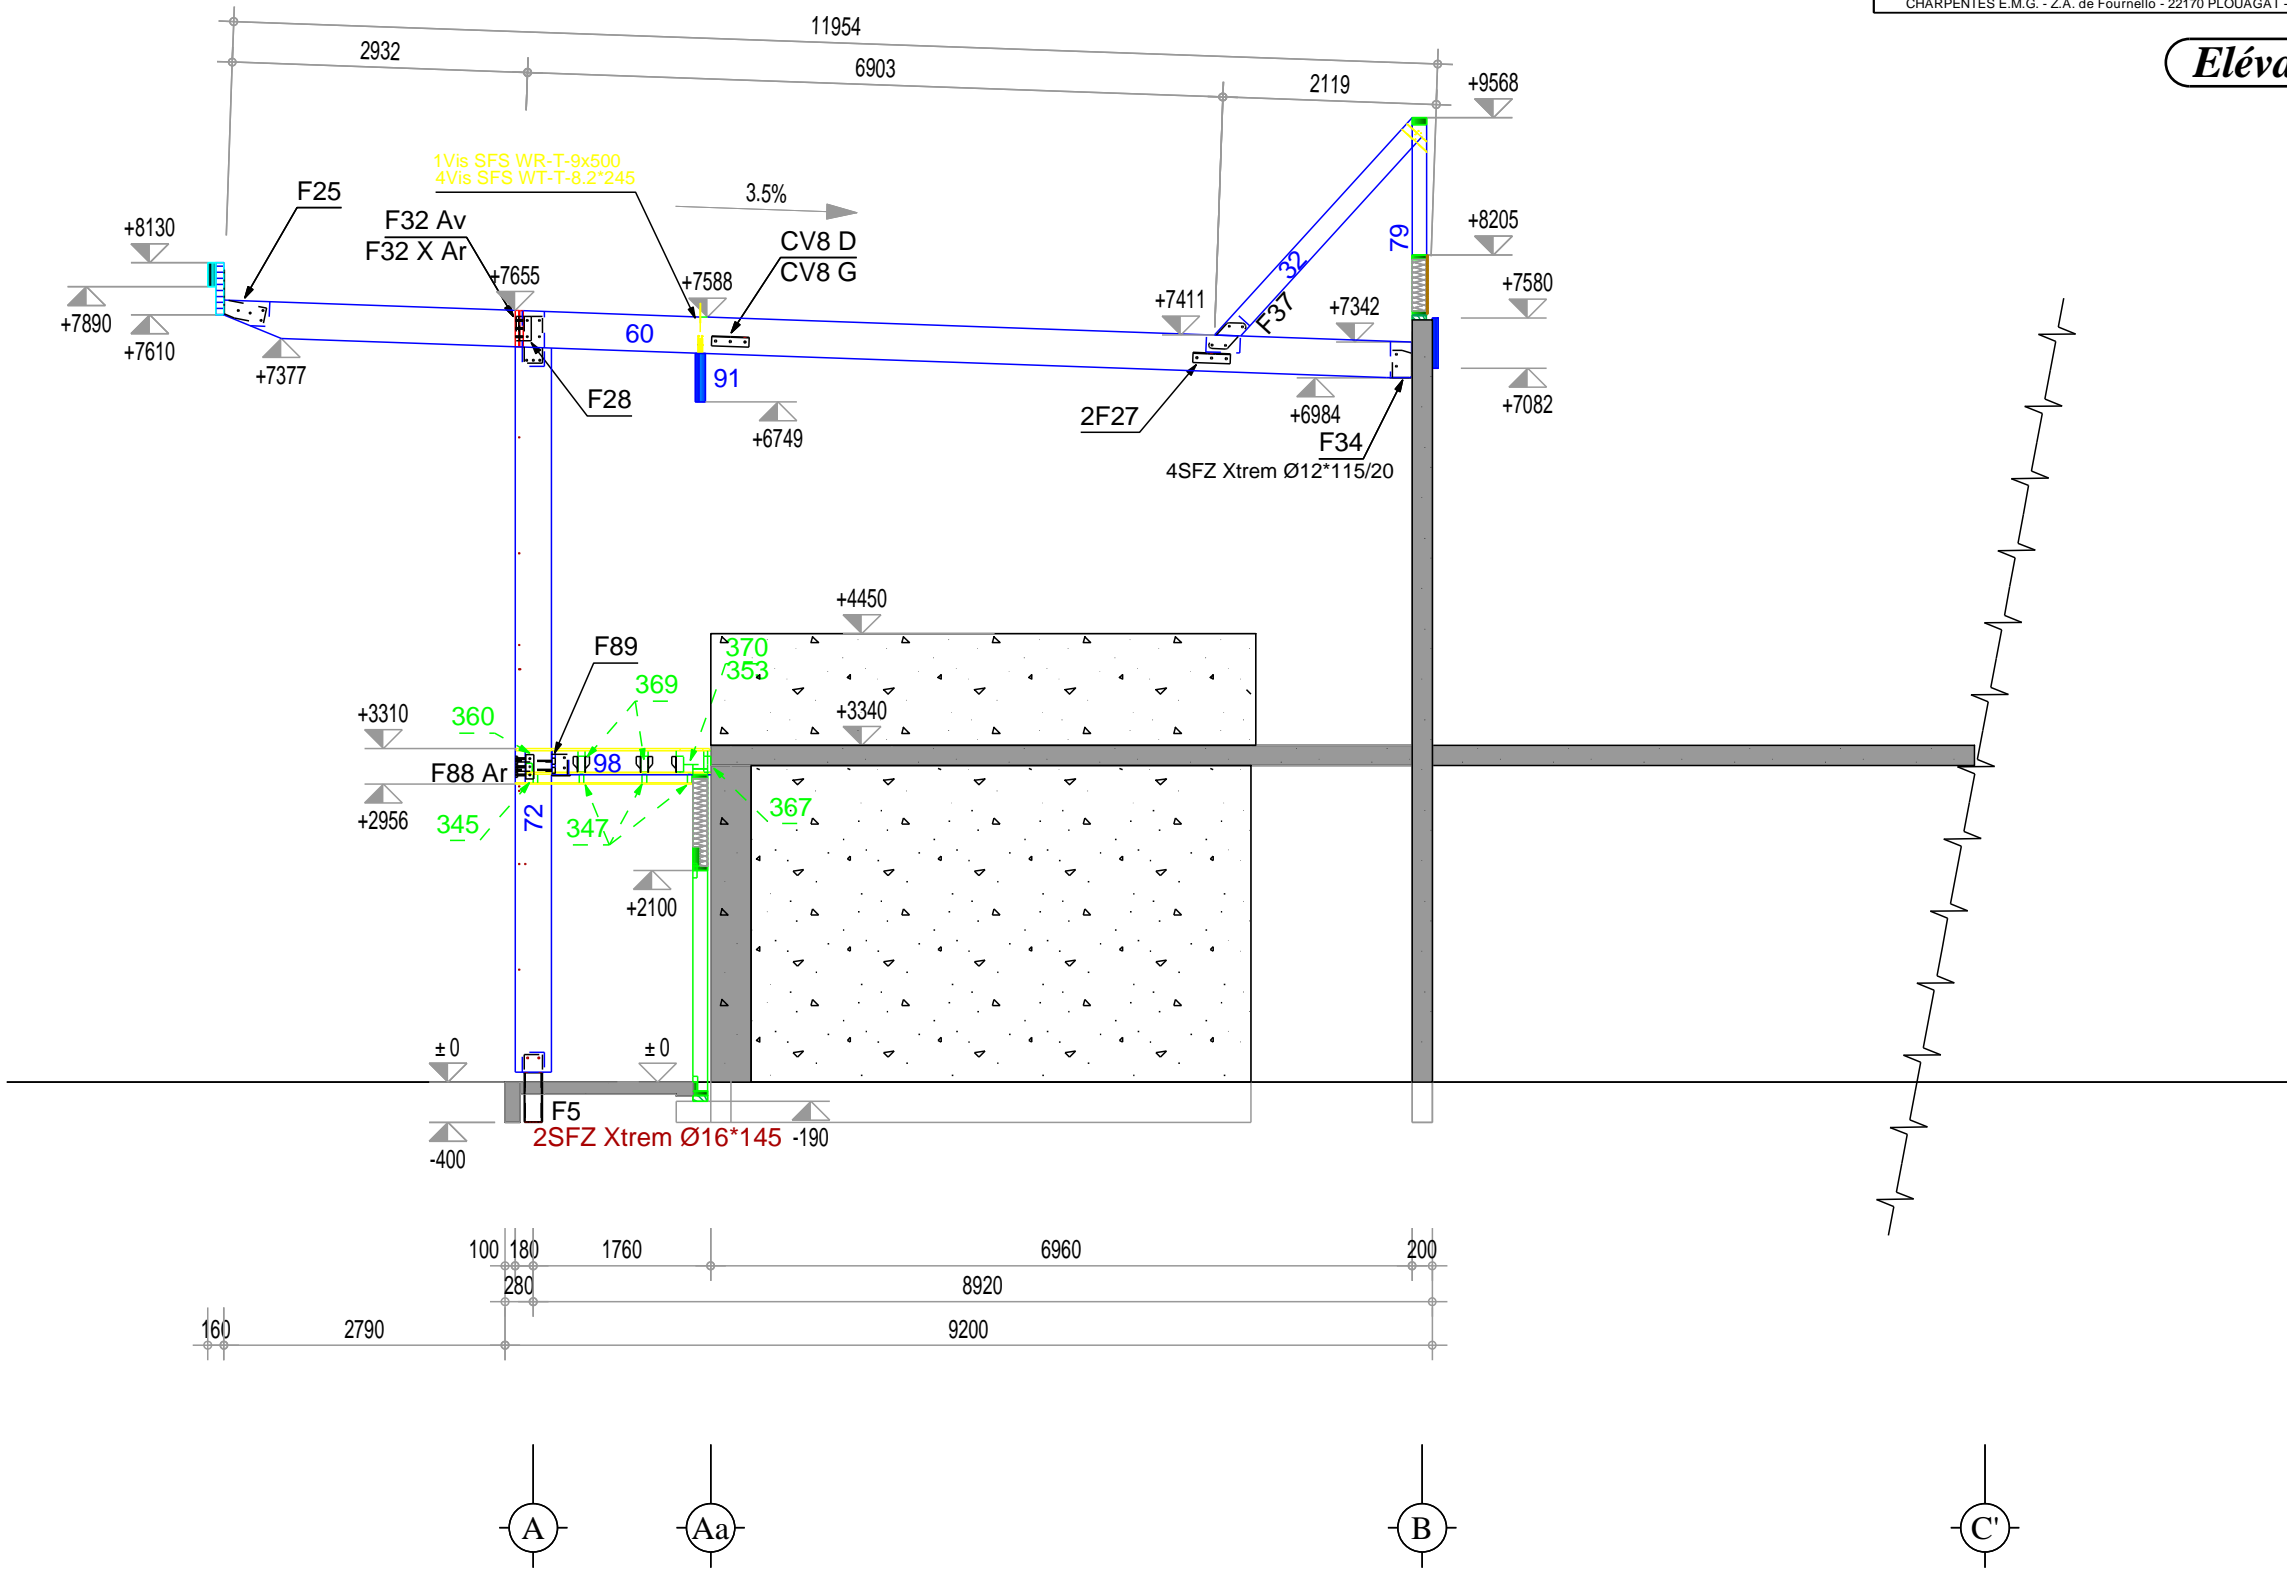 CHARPENTES E.M.G. - Z.A. de Fournello - 22170 PLOUAGAT -
11954
2932
6903
2119
Eléva
+9568
1Vis SFS WR-T-9x500
4Vis SFS WT-T-8.2*245
3.5%
F25
F32 Av
F32 X Ar
CV8 D
CV8 G
+8130
+8205
79
32
+7655
+7588
+7411
F37
+7342
+7580
+7890
+7610
60
+7377
91
F28
+6749
2F27
+6984
+7082
F34
4SFZ Xtrem Ø12*115/20
+4450
F89
370
353
369
+3310
360
+3340
F88 Ar
98
+2956
345
72
347
367
+2100
± 0
± 0
F5
2SFZ Xtrem Ø16*145
-190
-400
100
180
1760
6960
200
280
8920
160
2790
9200
A
Aa
B
C'